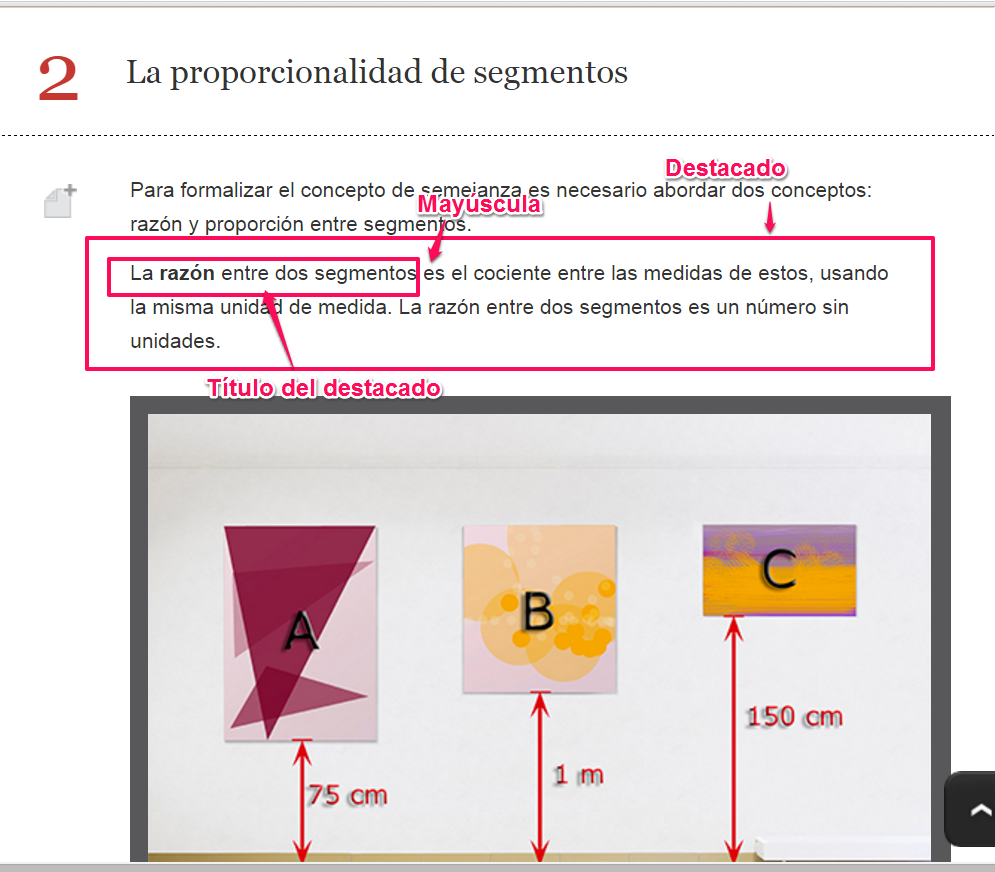 2 La proporcionalidad de segmentos
Destacado
Para formalizar el concepto de semejanza es necesario abordar dos conceptos:
Mayúscula
razón y proporción entre segmentos.
La razón entre dos segmentos es el cociente entre las medidas de estos, usando
la misma unidad de medida. La razón entre dos segmentos es un número sin
unidades.
Título del destacado
A
B
C
150 cm
1 m
75 cm